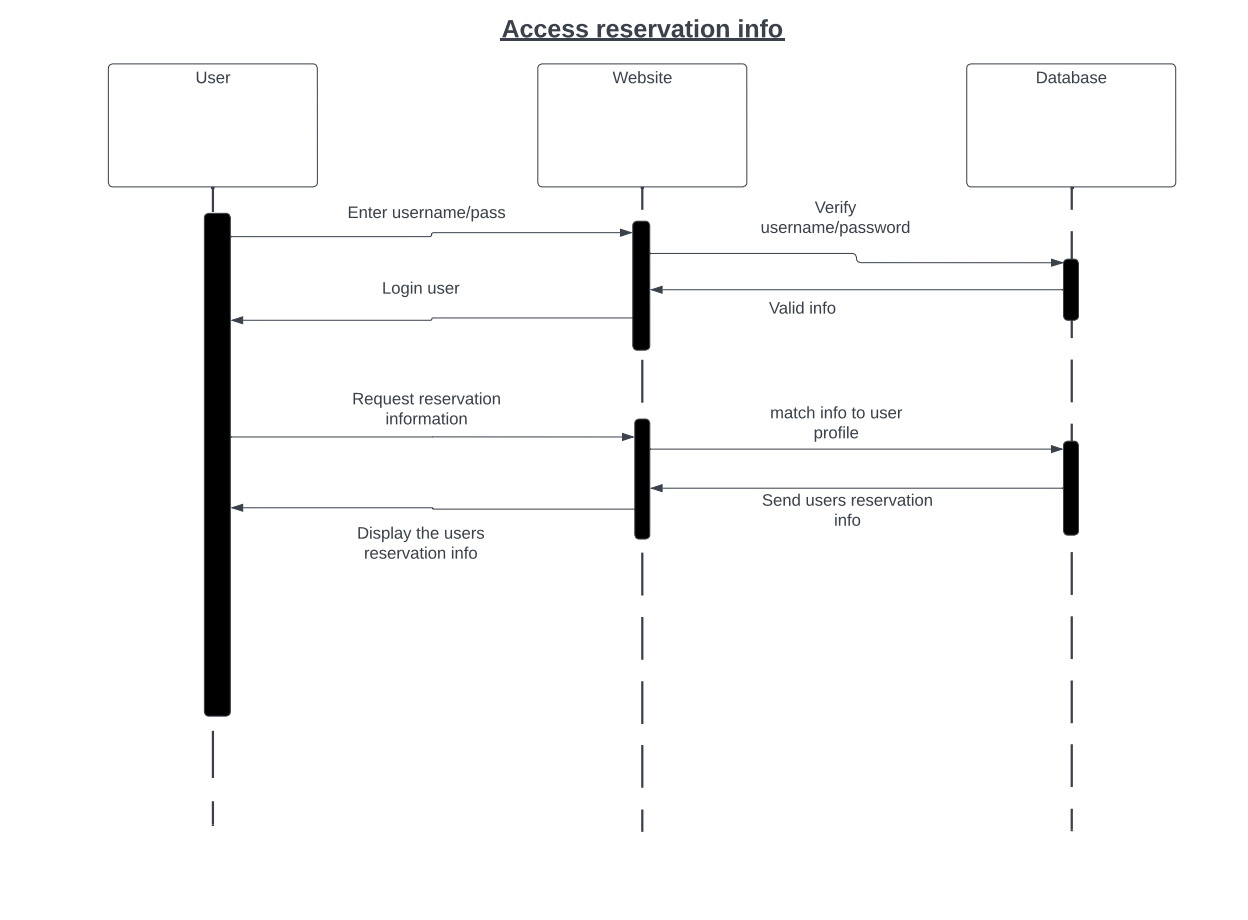 Access reservation info
User
Website
Database
Enter username/pass
Verify
username/password
Login user
Valid info
Request reservation
information
match info to user
profile
Send users reservation
info
Display the users
reservation info